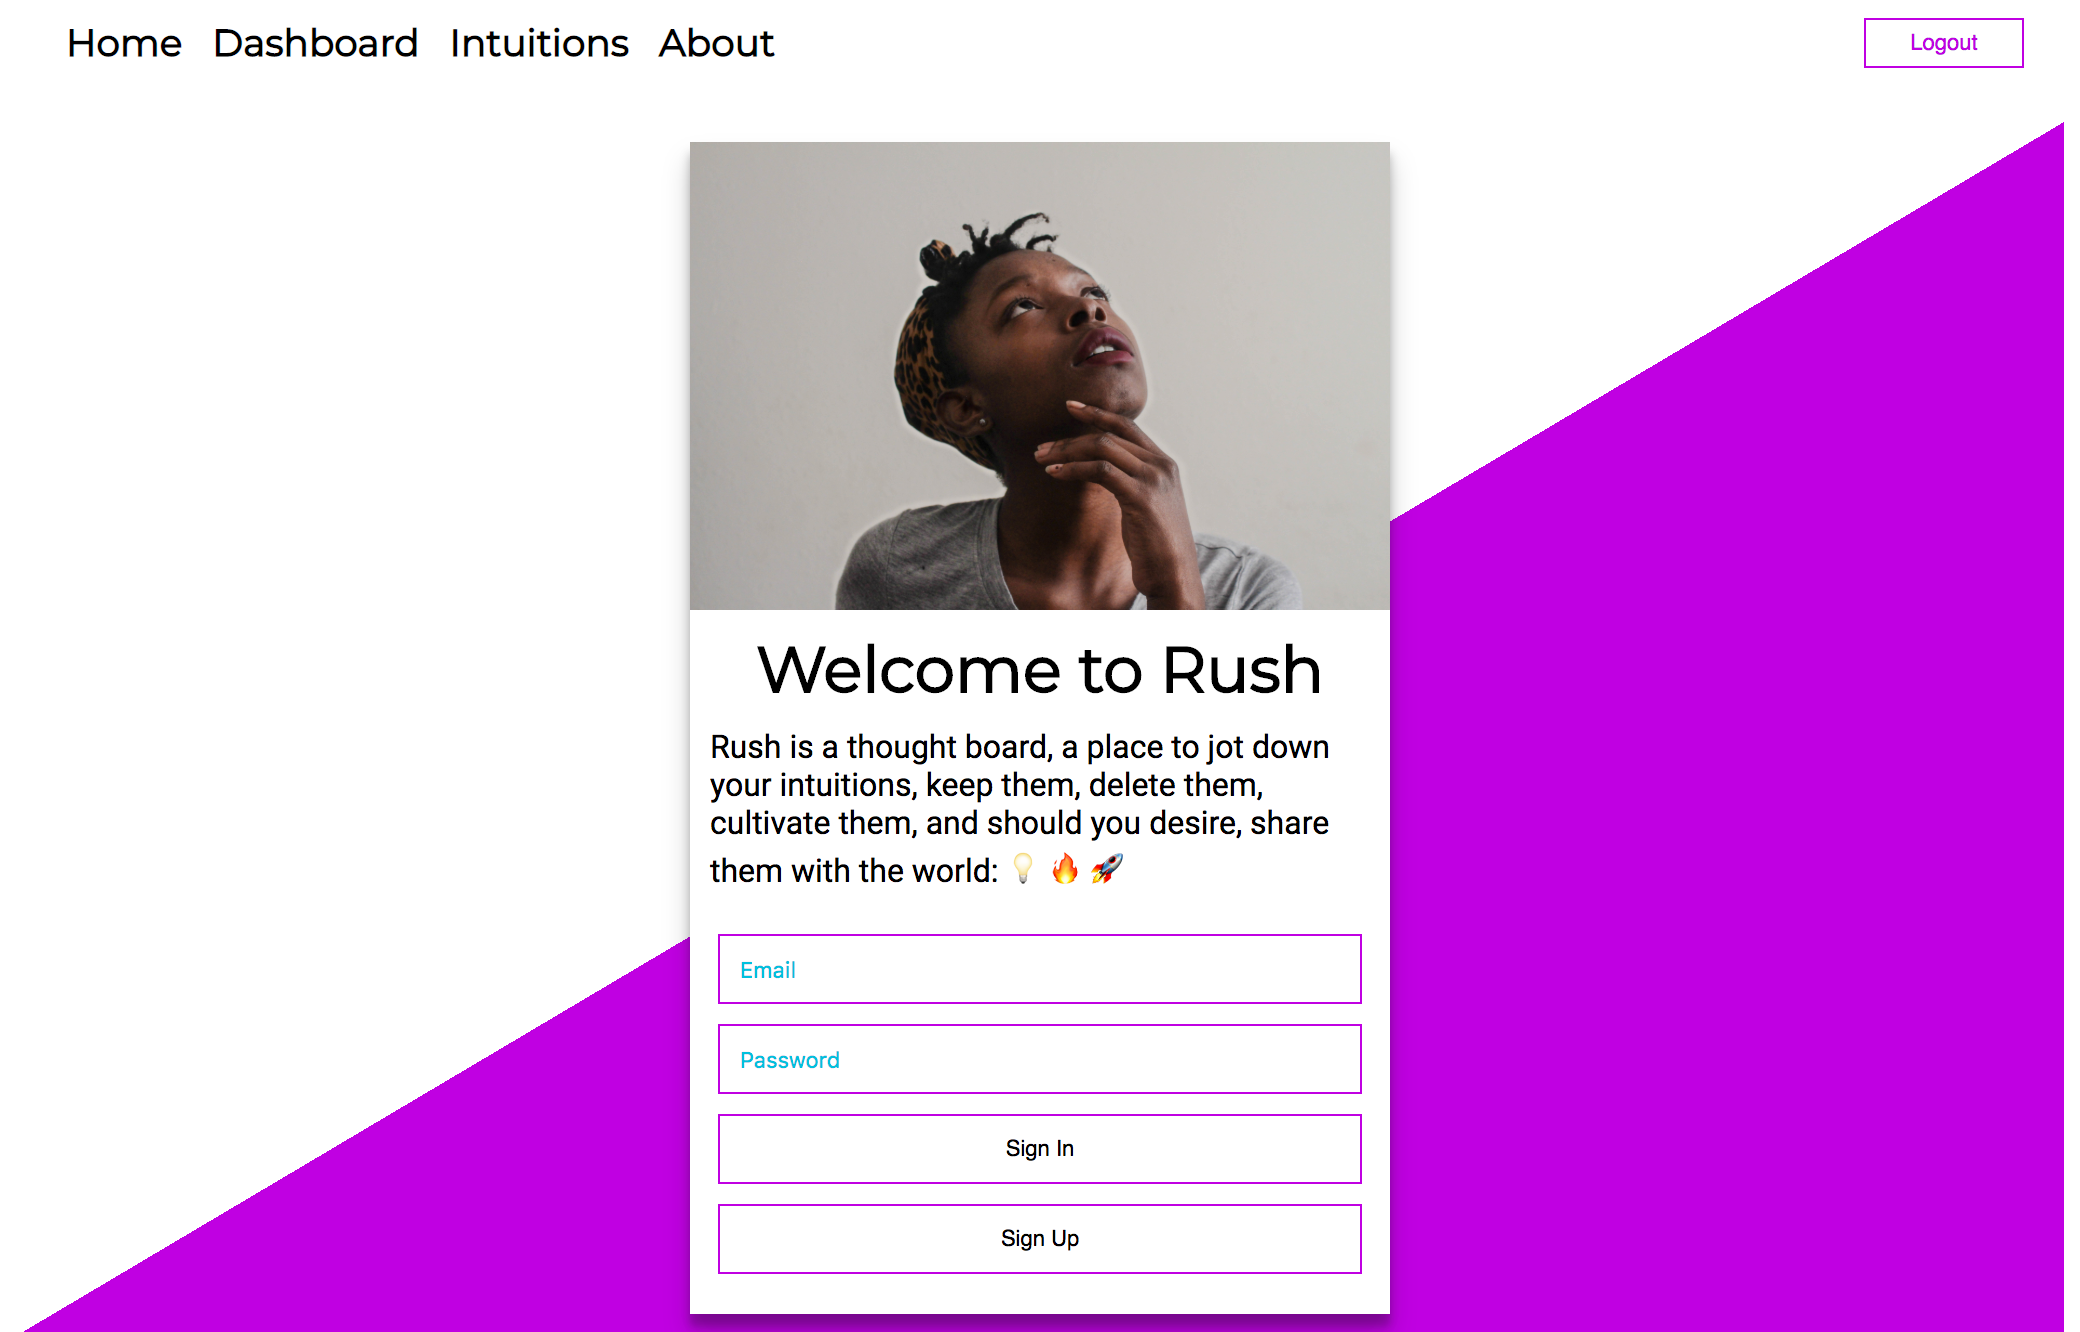 Home Dashboard Intuitions About Logout
Welcome to Rush
Rush is a thought board, a place to jot down
your intuitions, keep them, delete them,
cultivate them, and should you desire, share
them with the world: 💡 🔥 🚀
Email
Password
Sign In
Sign Up